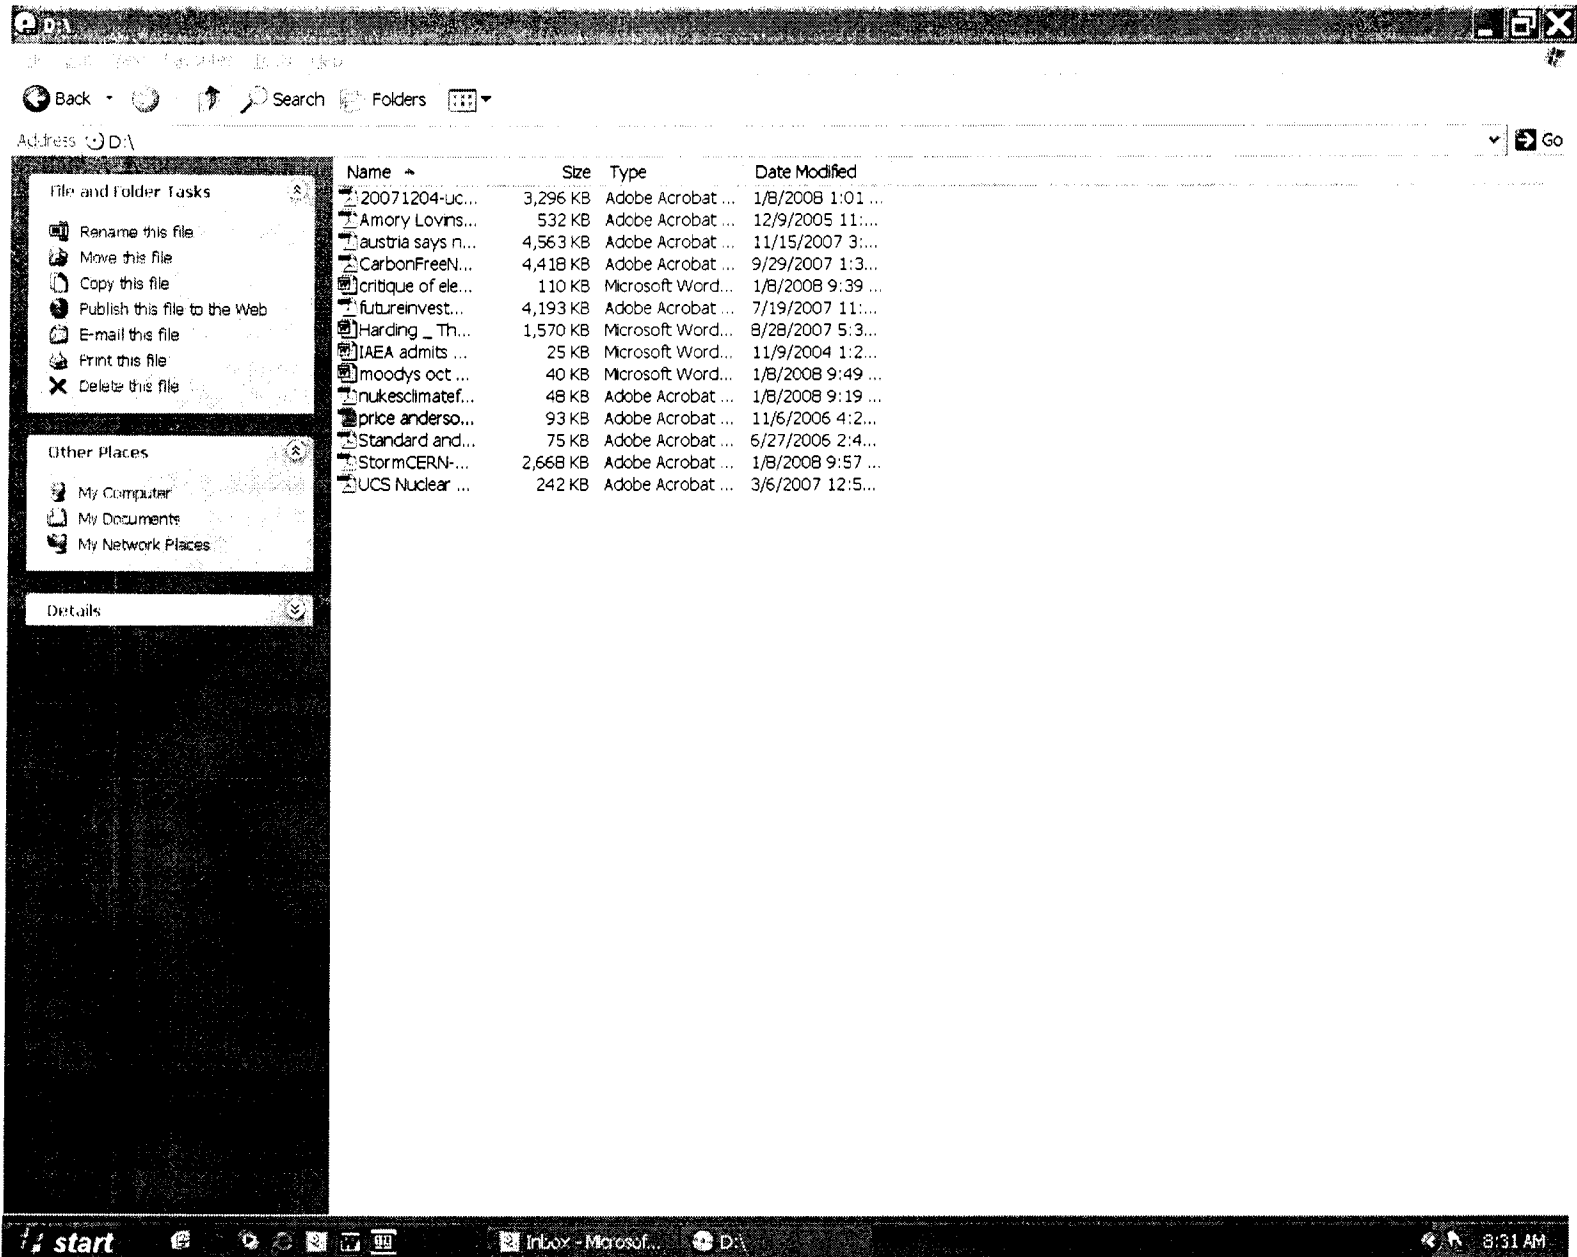 D:\
Back Search Folders
Address D:\ Go
File and Folder Tasks
Rename this file
Move this file
Copy this file
Publish this file to the Web
E-mail this file
Print this file
Delete this file
Other Places
My Computer
My Documents
My Network Places
Details
Name Size Type Date Modified
20071204-uc... 3,296 KB Adobe Acrobat ... 1/8/2008 1:01 ...
Amory Lovins... 532 KB Adobe Acrobat ... 12/9/2005 11:...
austria says n... 4,563 KB Adobe Acrobat ... 11/15/2007 3:...
CarbonFreeN... 4,418 KB Adobe Acrobat ... 9/29/2007 1:3...
critique of ele... 110 KB Microsoft Word... 1/8/2008 9:39 ...
futureinvest... 4,193 KB Adobe Acrobat ... 7/19/2007 11:...
Harding _ Th... 1,570 KB Microsoft Word... 8/28/2007 5:3...
IAEA admits ... 25 KB Microsoft Word... 11/9/2004 1:2...
moodys oct ... 40 KB Microsoft Word... 1/8/2008 9:49 ...
nukesclimatef... 48 KB Adobe Acrobat ... 1/8/2008 9:19 ...
price anderso... 93 KB Adobe Acrobat ... 11/6/2006 4:2...
Standard and... 75 KB Adobe Acrobat ... 6/27/2006 2:4...
StormCERN-... 2,668 KB Adobe Acrobat ... 1/8/2008 9:57 ...
UCS Nuclear ... 242 KB Adobe Acrobat ... 3/6/2007 12:5...
start Inbox - Microsof... D:\ 8:31 AM